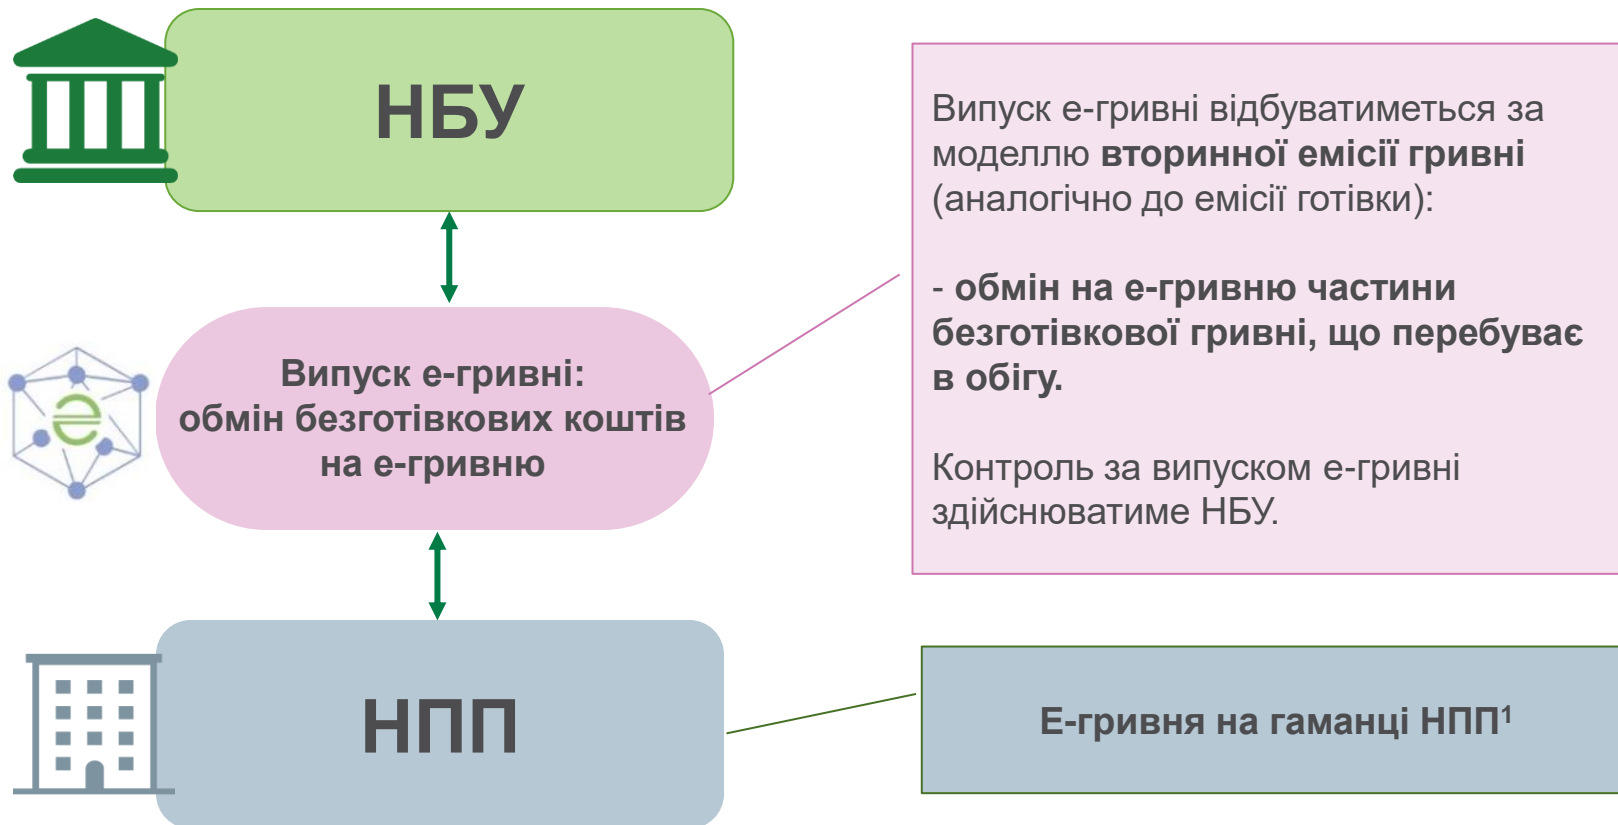 НБУ
Випуск е-гривні:
обмін безготівкових коштів
на е-гривню
НПП
Випуск е-гривні відбуватиметься за
моделлю вторинної емісії гривні
(аналогічно до емісії готівки):
- обмін на е-гривню частини
безготівкової гривні, що перебуває
в обігу.
Контроль за випуском е-гривні
здійснюватиме НБУ.
Е-гривня на гаманці НПП¹